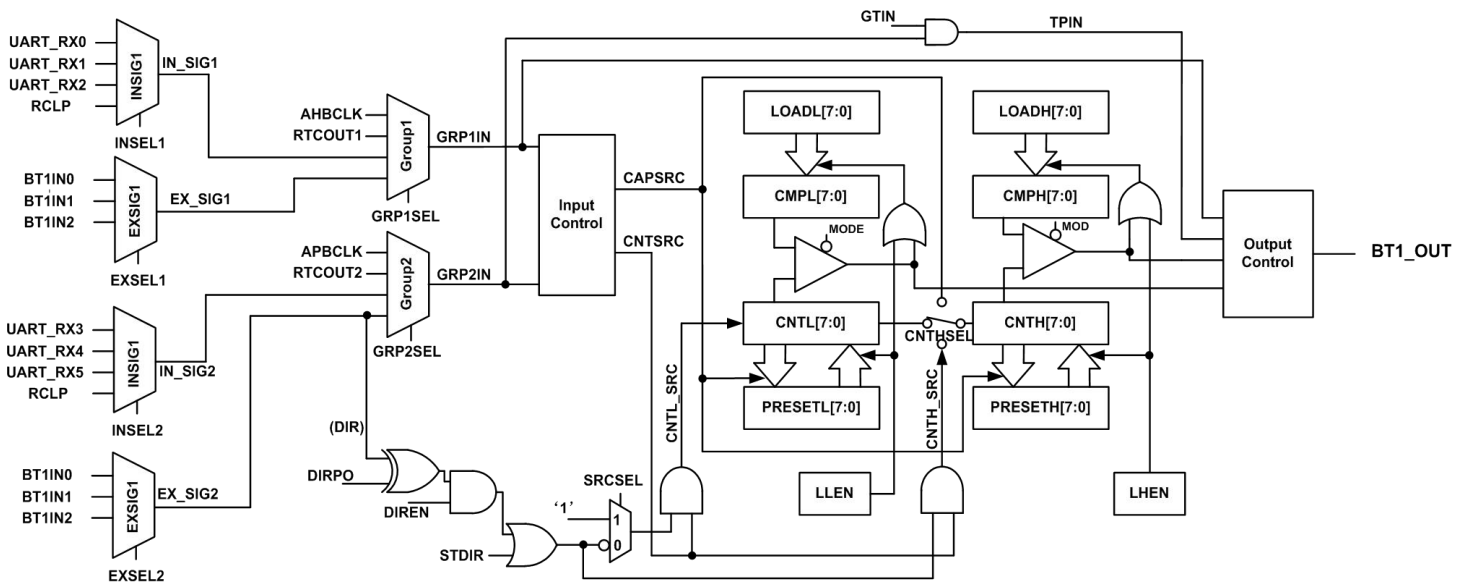 GTIN
TPIN
UART_RX0
UART_RX1
UART_RX2
RCLP
INSIG1
IN_SIG1
INSEL1
AHBCLK
RTCOUT1
Group1
GRP1IN
GRP1SEL
BT1IN0
BT1IN1
BT1IN2
EXSIG1
EX_SIG1
EXSEL1
APBCLK
RTCOUT2
Group2
GRP2IN
GRP2SEL
Input
Control
CAPSRC
CNTSRC
LOADL[7:0]
LOADH[7:0]
CMPL[7:0]
CMPH[7:0]
MODE
MOD
Output
Control
BT1_OUT
CNTL[7:0]
CNTHSEL
CNTH[7:0]
PRESETL[7:0]
PRESETH[7:0]
CNTL_SRC
CNTH_SRC
UART_RX3
UART_RX4
UART_RX5
RCLP
INSIG1
IN_SIG2
INSEL2
(DIR)
DIRPO
DIREN
STDIR
SRCSEL
‘1’
1
0
LLEN
LHEN
BT1IN0
BT1IN1
BT1IN2
EXSIG1
EX_SIG2
EXSEL2